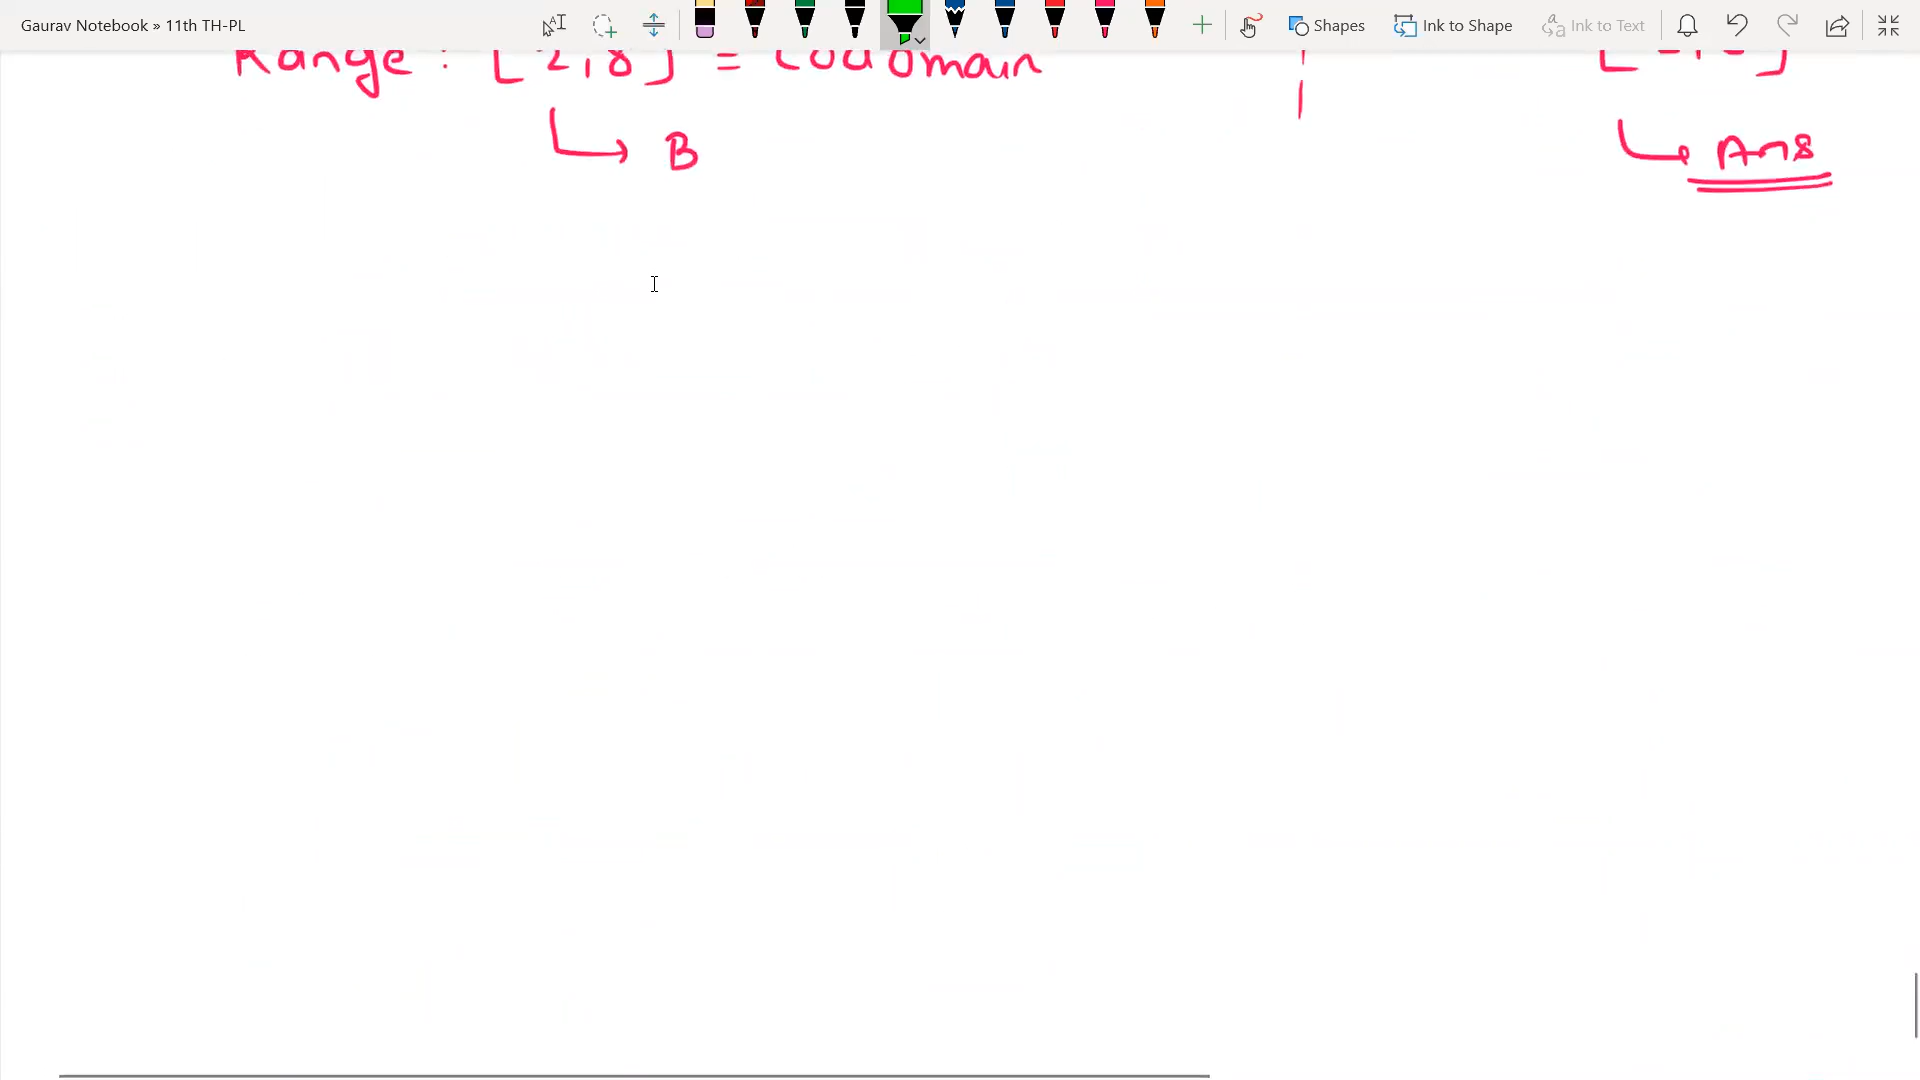 Gaurav Notebook » 11th TH-PL
Shapes
Ink to Shape
Ink to Text
Range : [ 2, 8 ] = Codomain
↳ B
↳ Ans